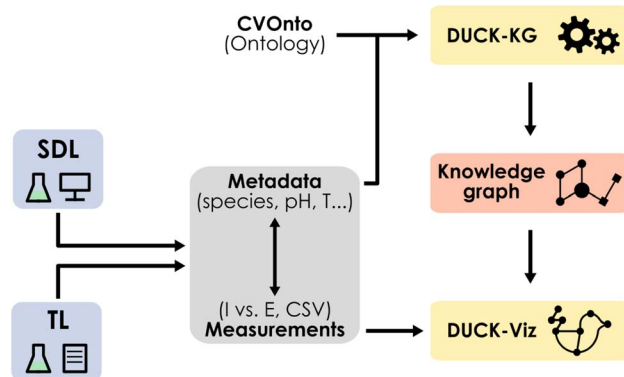 CVOnto
(Ontology)
DUCK-KG
SDL
Metadata
(species, pH, T...)
Knowledge
graph
(I vs. E, CSV)
Measurements
TL
DUCK-Viz